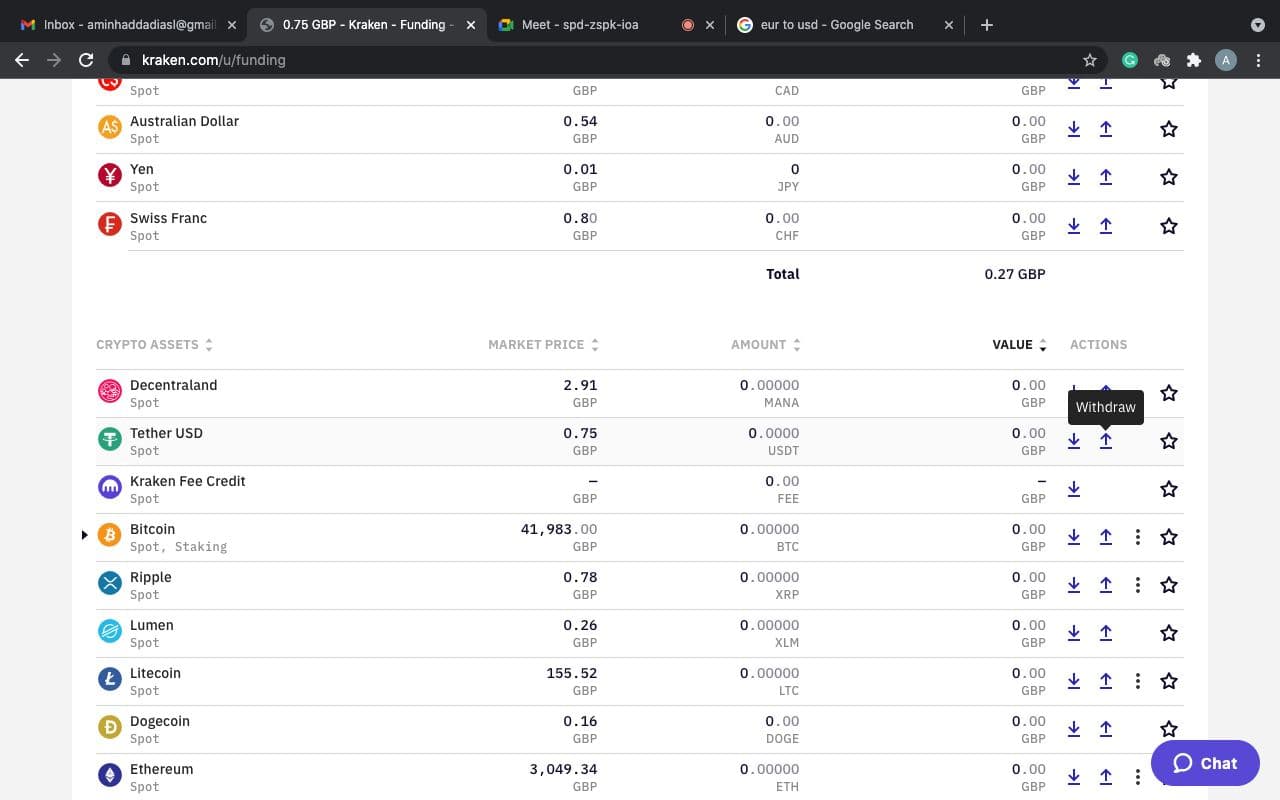 Inbox - aminhaddadiasl@gmail
0.75 GBP - Kraken - Funding -
Meet - spd-zspk-ioa
eur to usd - Google Search
kraken.com/u/funding
A
C$
Spot GBP CAD GBP
A$ Australian Dollar 0.54 0.00 0.00
Spot GBP AUD GBP
¥ Yen 0.01 0 0.00
Spot GBP JPY GBP
Swiss Franc 0.80 0.00 0.00
Spot GBP CHF GBP
Total 0.27 GBP
CRYPTO ASSETS MARKET PRICE AMOUNT VALUE ACTIONS
Decentraland 2.91 0.00000 0.00
Spot GBP MANA GBP
Withdraw
Tether USD 0.75 0.0000 0.00
Spot GBP USDT GBP
Kraken Fee Credit – 0.00 –
GBP FEE GBP
Spot
Bitcoin 41,983.00 0.00000 0.00
Spot, Staking GBP BTC GBP
Ripple 0.78 0.00000 0.00
Spot GBP XRP GBP
Lumen 0.26 0.00000 0.00
Spot GBP XLM GBP
Litecoin 155.52 0.00000 0.00
Spot GBP LTC GBP
Dogecoin 0.16 0.00 0.00
Spot GBP DOGE GBP
Ethereum 3,049.34 0.00000 0.00
Spot GBP ETH GBP
Chat